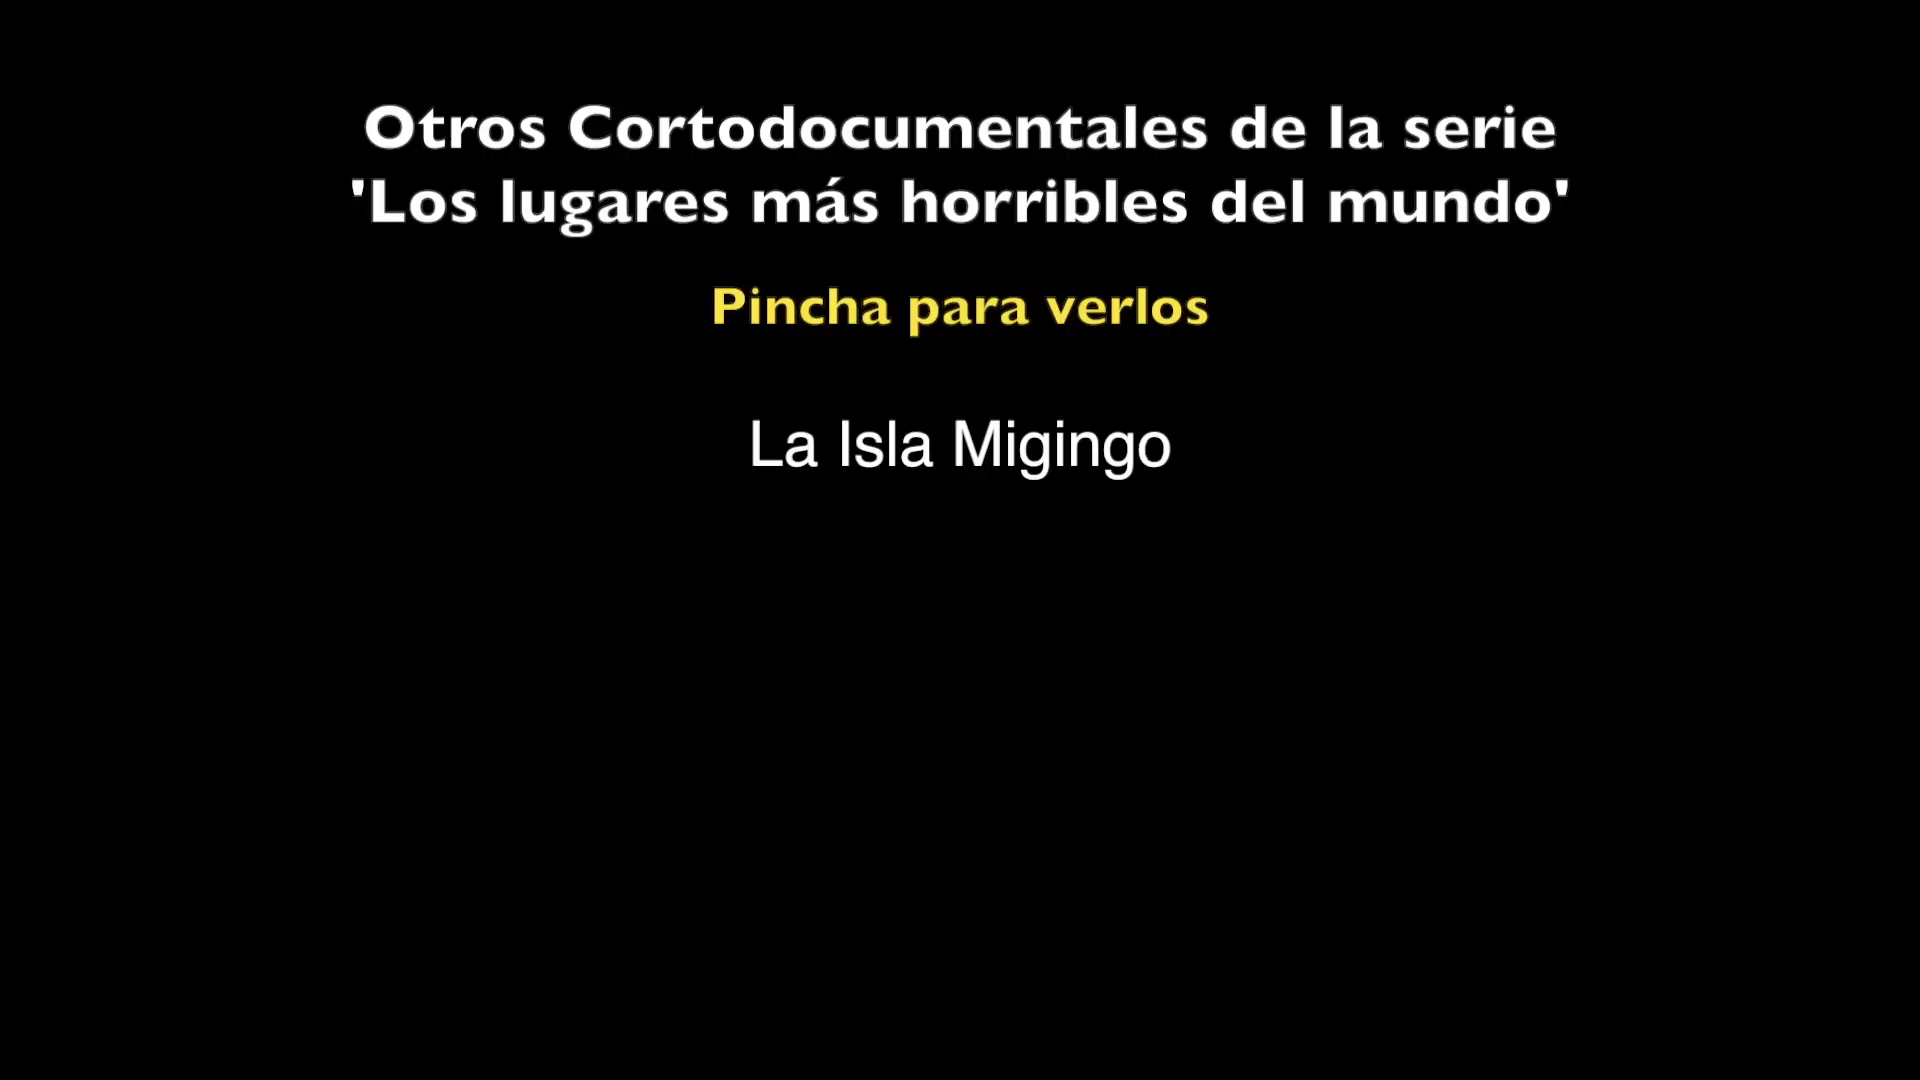 Otros Cortodocumentales de la serie
'Los lugares más horribles del mundo'
Pincha para verlos
La Isla Migingo